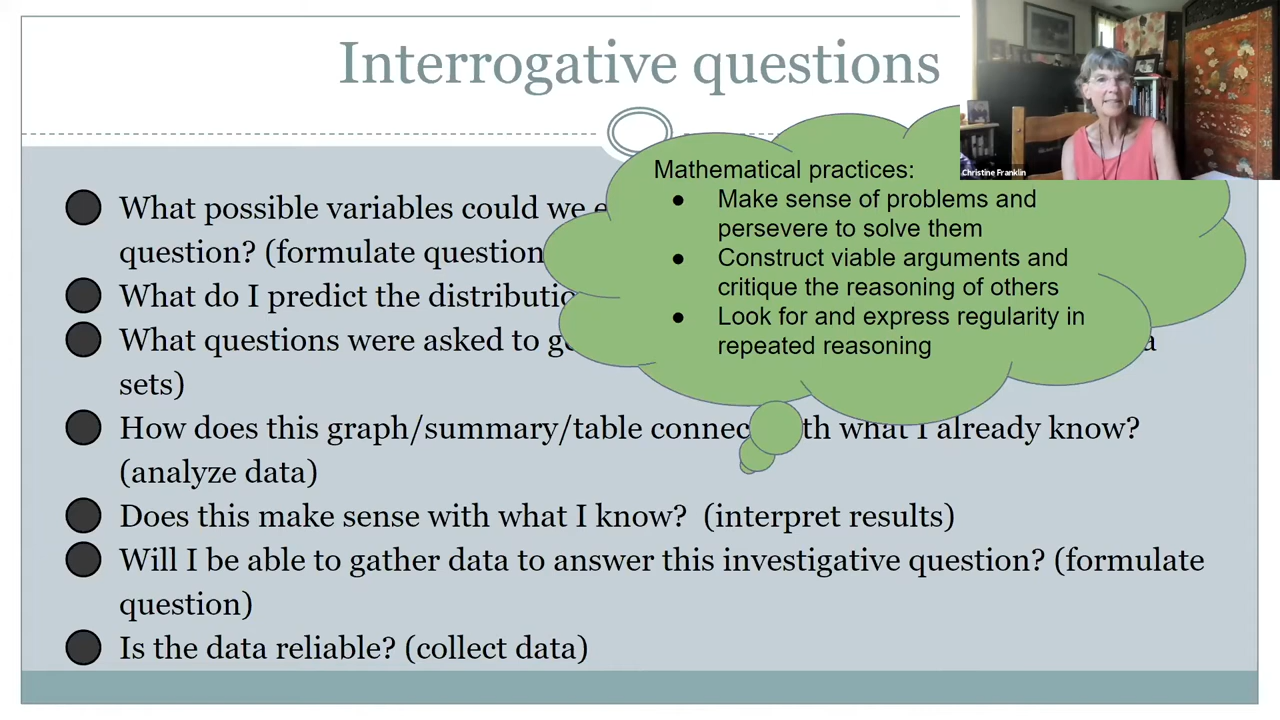 Interrogative questions
Christine Franklin
Mathematical practices:
● Make sense of problems and
persevere to solve them
● Construct viable arguments and
critique the reasoning of others
● Look for and express regularity in
repeated reasoning
What possible variables could we
question? (formulate question
What do I predict the
What questions were asked to
sets)
How does this graph/summary/table what I already know?
(analyze data)
Does this make sense with what I know? (interpret results)
Will I be able to gather data to answer this investigative question? (formulate
question)
Is the data reliable? (collect data)